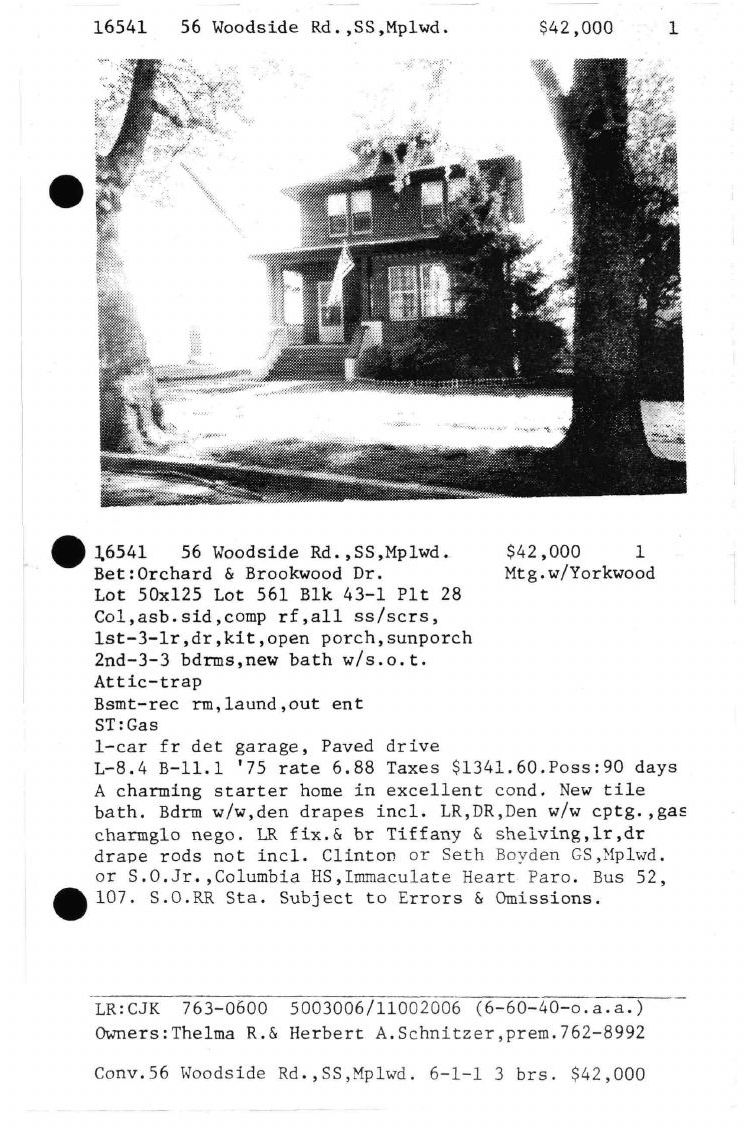 16541 56 Woodside Rd.,SS,Mplwd. $42,000 1
16541 56 Woodside Rd.,SS,Mplwd. $42,000 1
Bet:Orchard & Brookwood Dr. Mtg.w/Yorkwood
Lot 50x125 Lot 561 Blk 43-1 Plt 28
Col,asb.sid,comp rf,all ss/scrs,
1st-3-lr,dr,kit,open porch,sunporch
2nd-3-3 bdrms,new bath w/s.o.t.
Attic-trap
Bsmt-rec rm,laund,out ent
ST:Gas
1-car fr det garage, Paved drive
L-8.4 B-11.1 '75 rate 6.88 Taxes $1341.60.Poss:90 days
A charming starter home in excellent cond. New tile
bath. Bdrm w/w,den drapes incl. LR,DR,Den w/w cptg.,gas
charmglo nego. LR fix.& br Tiffany & shelving,lr,dr
drape rods not incl. Clinton or Seth Boyden GS,Mplwd.
or S.O.Jr.,Columbia HS,Immaculate Heart Paro. Bus 52,
107. S.O.RR Sta. Subject to Errors & Omissions.
LR:CJK 763-0600 5003006/11002006 (6-60-40-o.a.a.)
Owners:Thelma R.& Herbert A.Schnitzer,prem.762-8992
Conv.56 Woodside Rd.,SS,Mplwd. 6-1-1 3 brs. $42,000